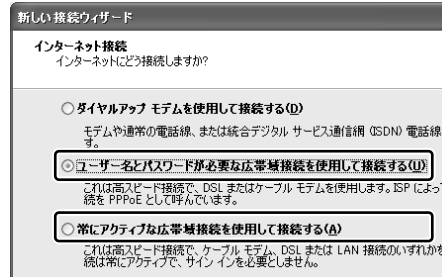 新しい接続ウィザード
インターネット接続
インターネットにどう接続しますか?
ダイヤルアップ モデムを使用して接続する(D)
モデムや通常の電話線、または統合デジタル サービス通信網 (ISDN) 電話線
す。
ユーザー名とパスワードが必要な広帯域接続を使用して接続する(U)
これは高スピード接続で、DSL またはケーブル モデムを使用します。ISP によっ
続を PPPoE として呼んでいます。
常にアクティブな広帯域接続を使用して接続する(A)
これは高スピード接続で、ケーブル モデム、DSL または LAN 接続のいずれかを
続は常にアクティブで、サイン インを必要としません。